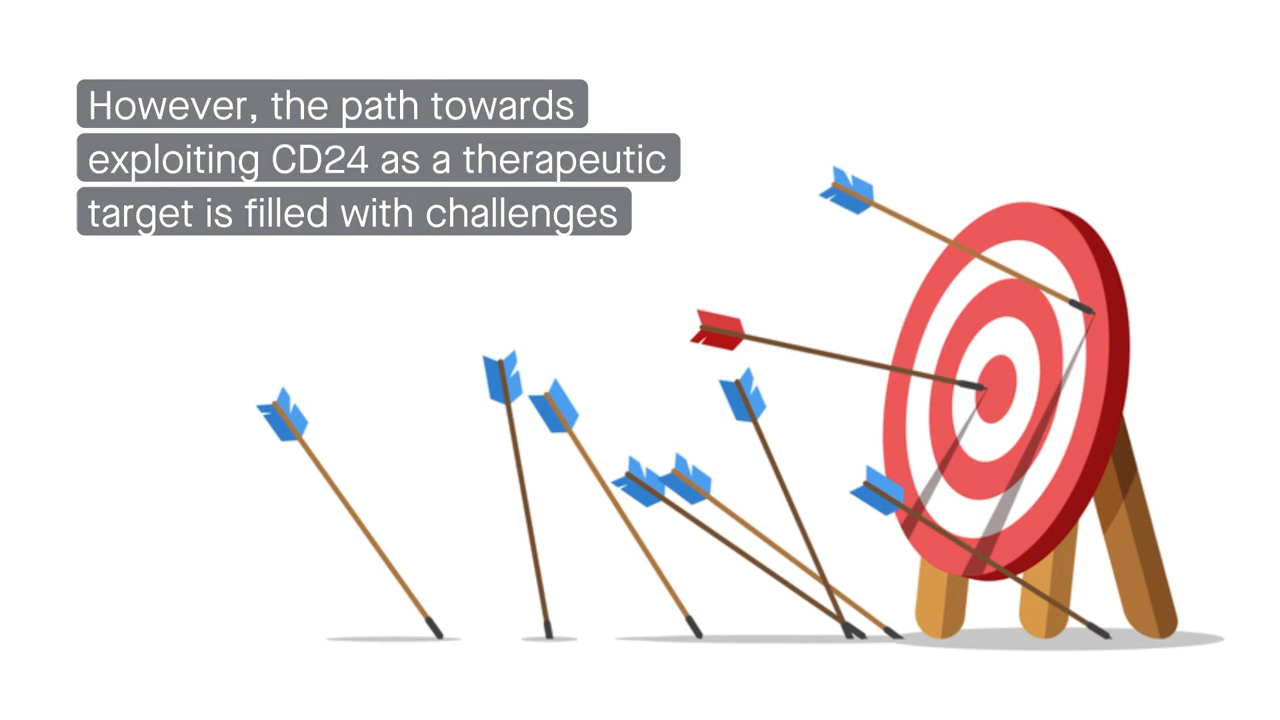 However, the path towards
exploiting CD24 as a therapeutic
target is filled with challenges